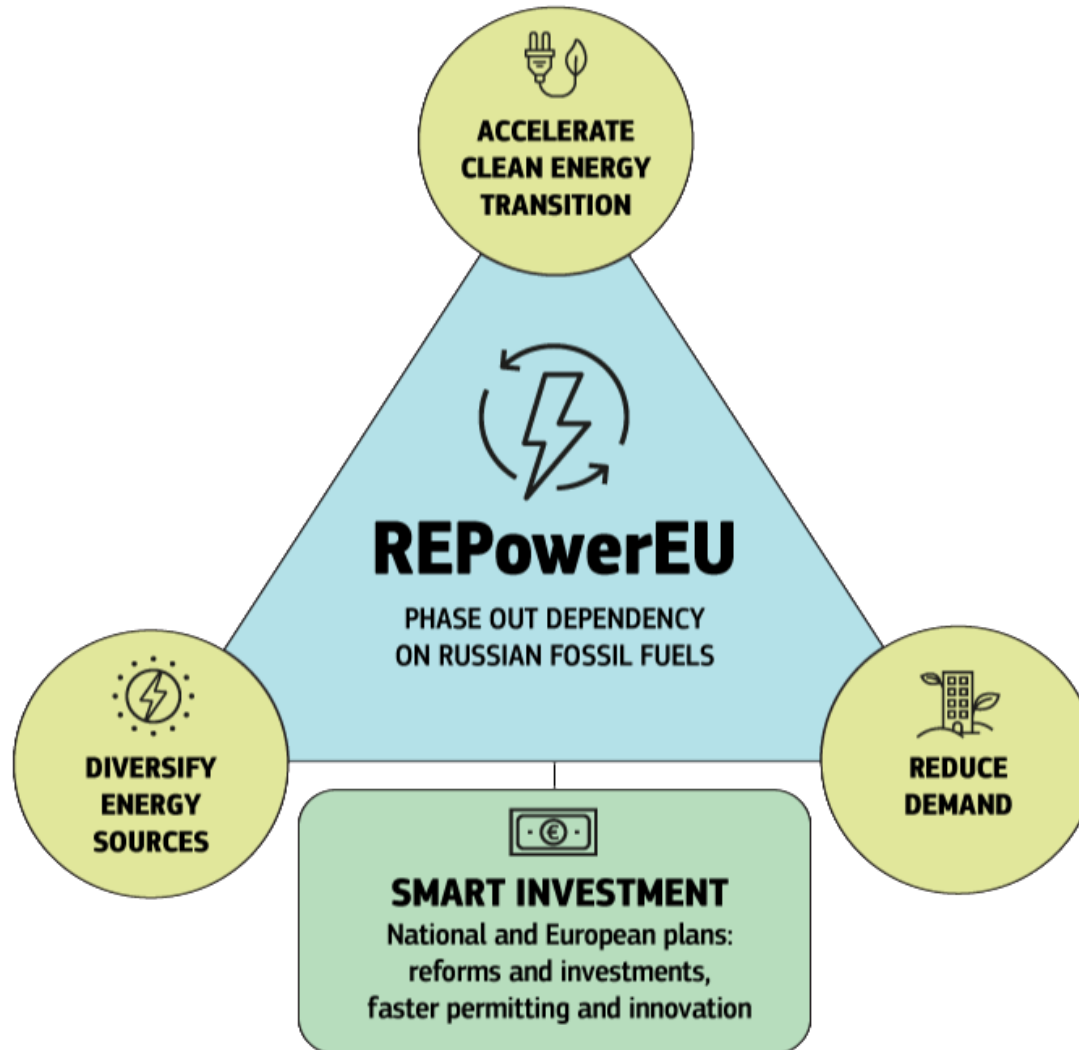 ACCELERATE
CLEAN ENERGY
TRANSITION
REPowerEU
PHASE OUT DEPENDENCY
ON RUSSIAN FOSSIL FUELS
DIVERSIFY
ENERGY
SOURCES
REDUCE
DEMAND
€
SMART INVESTMENT
National and European plans:
reforms and investments,
faster permitting and innovation